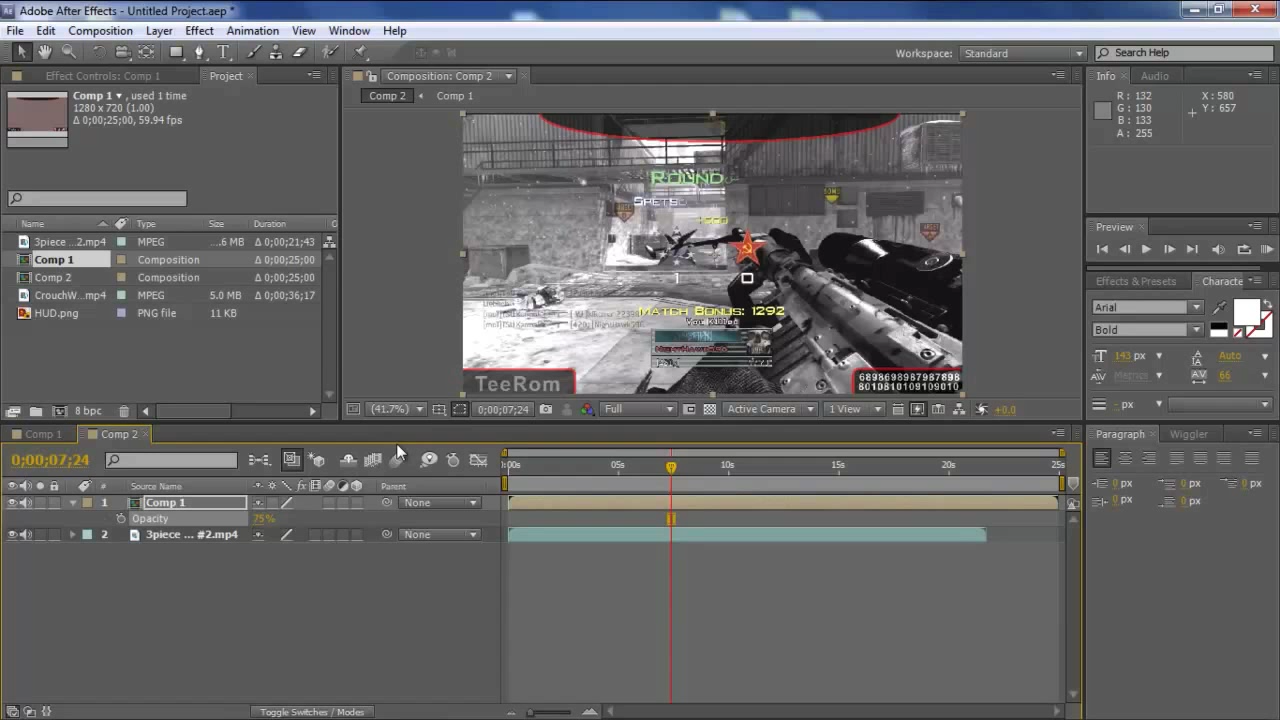 Adobe After Effects - Untitled Project.aep *
File Edit Composition Layer Effect Animation View Window Help
Workspace: Standard Search Help
Effect Controls: Comp 1 Project
Composition: Comp 2
Info Audio
Comp 1 , used 1 time
1280 x 720 (1.00)
Δ 0;00;25;00, 59.94 fps
Comp 2 Comp 1
R : 132 X : 580
G : 130 Y : 657
B : 133
A : 255
Name Type Size Duration
3piece ...2.mp4 MPEG ...6 MB Δ 0;00;21;43
Comp 1 Composition Δ 0;00;25;00
Comp 2 Composition Δ 0;00;25;00
CrouchW...mp4 MPEG 5.0 MB Δ 0;00;36;17
HUD.png PNG file 11 KB
8 bpc
Round
Match Bonus: 1292
TeeRom
(41.7%) 0;00;07;24 Full Active Camera 1 View +0.0
Preview
Effects & Presets Characte
Arial
Bold
143 px Auto
Metrics 66
- px
Comp 1 Comp 2
0;00;07;24
:00s 05s 10s 15s 20s 25s
# Source Name Parent
1 Comp 1 None
Opacity 75%
2 3piece ... #2.mp4 None
Toggle Switches / Modes
Paragraph Wiggler
0 px 0 px 0 px
0 px 0 px